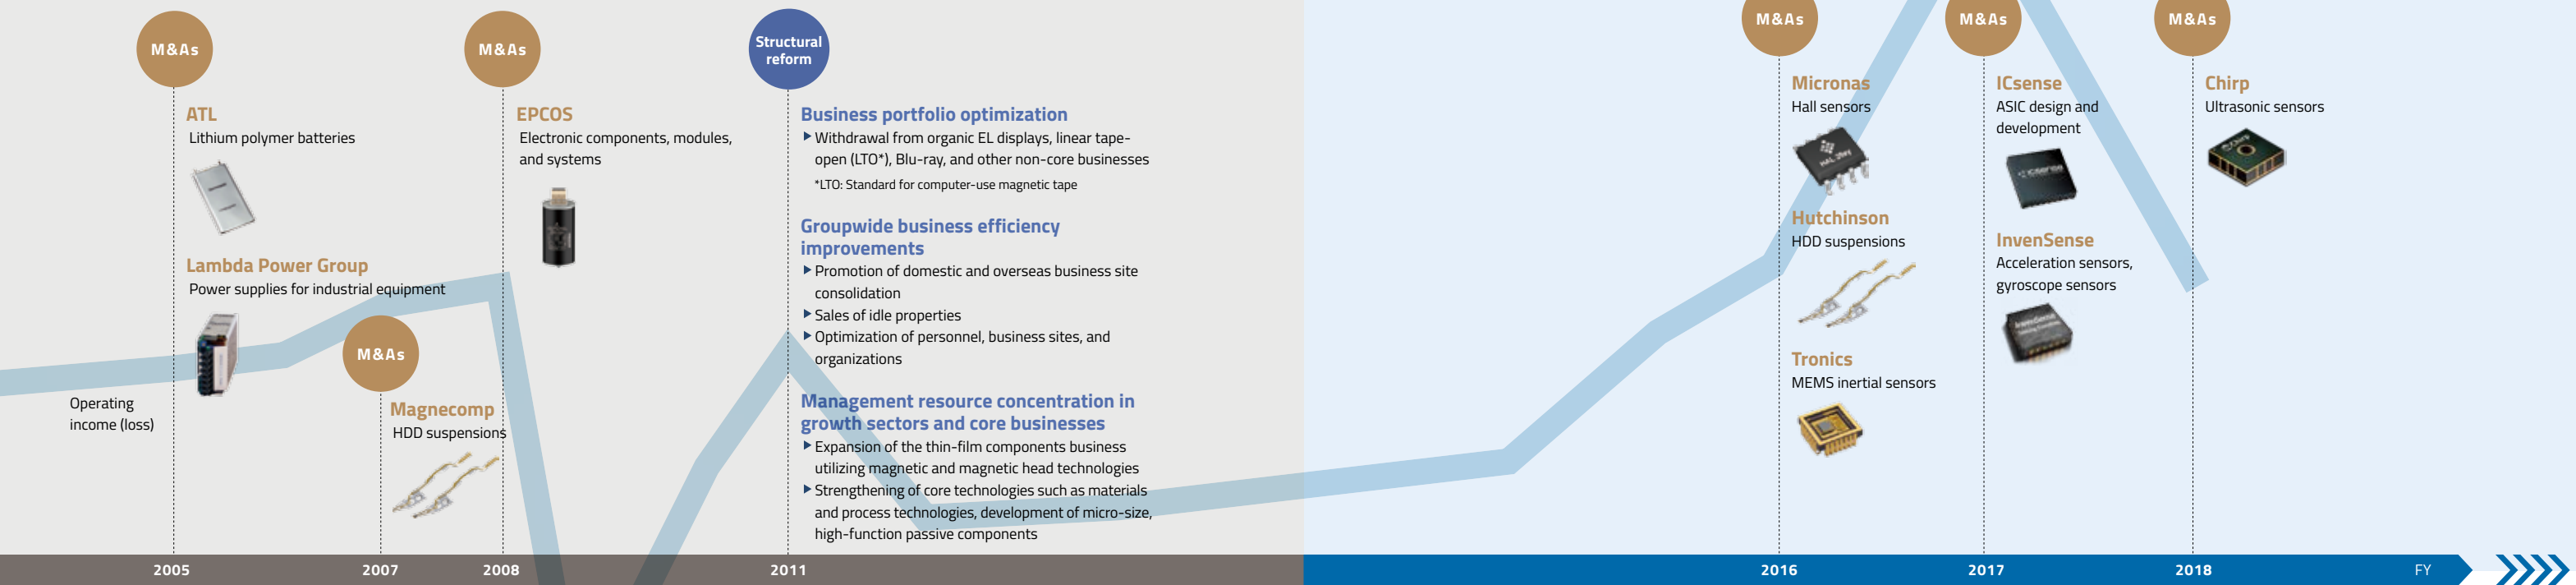 M&As
ATL
Lithium polymer batteries
Lambda Power Group
Power supplies for industrial equipment
Operating
income (loss)
M&As
Magnecomp
HDD suspensions
M&As
EPCOS
Electronic components, modules,
and systems
Structural
reform
Business portfolio optimization
Withdrawal from organic EL displays, linear tape-
open (LTO*), Blu-ray, and other non-core businesses
*LTO: Standard for computer-use magnetic tape
Groupwide business efficiency
improvements
Promotion of domestic and overseas business site
consolidation
Sales of idle properties
Optimization of personnel, business sites, and
organizations
Management resource concentration in
growth sectors and core businesses
Expansion of the thin-film components business
utilizing magnetic and magnetic head technologies
Strengthening of core technologies such as materials
and process technologies, development of micro-size,
high-function passive components
M&As
Micronas
Hall sensors
Hutchinson
HDD suspensions
Tronics
MEMS inertial sensors
M&As
ICsense
ASIC design and
development
ICsense
InvenSense
Acceleration sensors,
gyroscope sensors
InvenSense
M&As
Chirp
Ultrasonic sensors
2005
2007
2008
2011
2016
2017
2018
FY